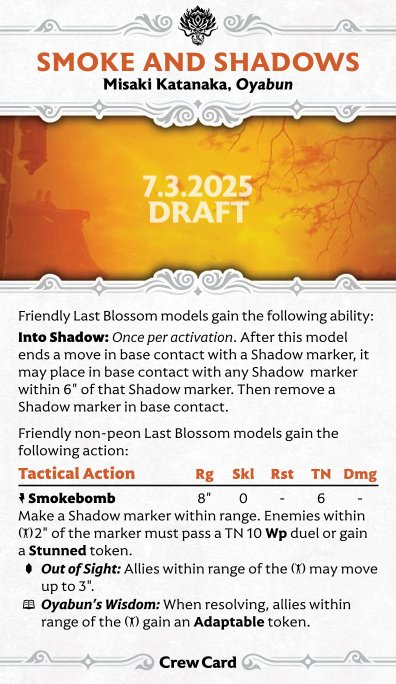 SMOKE AND SHADOWS
Misaki Katanaka, Oyabun
7.3.2025
DRAFT
Friendly Last Blossom models gain the following ability:
Into Shadow: Once per activation. After this model
ends a move in base contact with a Shadow marker, it
may place in base contact with any Shadow marker
within 6" of that Shadow marker. Then remove a
Shadow marker in base contact.
Friendly non-peon Last Blossom models gain the
following action:
Tactical Action Rg Skl Rst TN Dmg
Smokebomb 8" 0 - 6 -
Make a Shadow marker within range. Enemies within
2" of the marker must pass a TN 10 Wp duel or gain
a Stunned token.
Out of Sight: Allies within range of the may move
up to 3".
Oyabun's Wisdom: When resolving, allies within
range of the gain an Adaptable token.
Crew Card